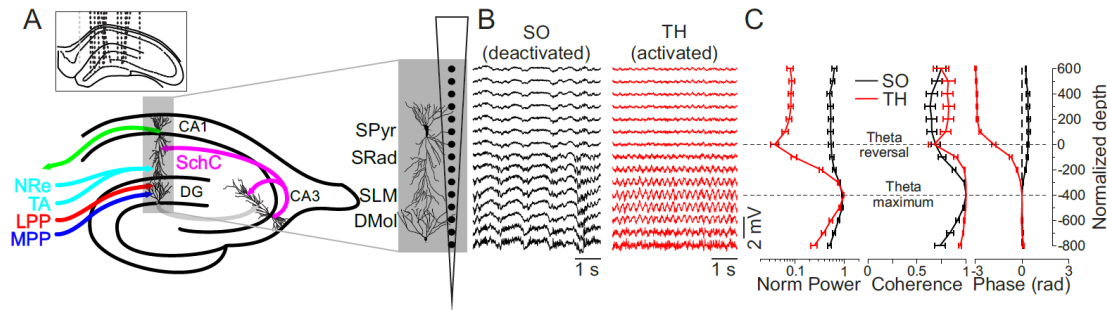 A
CA1
SchC
NRe
TA
DG
CA3
LPP
MPP
SPyr
SRad
SLM
DMol
B
SO
(deactivated)
TH
(activated)
2 mV
1 s
1 s
C
SO
TH
Theta
reversal
Theta
maximum
600
400
200
0
-200
-400
-600
-800
Normalized depth
0.1
1
0
0.5
1
-3
0
3
Norm Power
Coherence
Phase (rad)